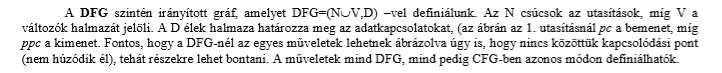 A DFG szintén irányított gráf, amelyet DFG=(N∪V,D) –vel definiálunk. Az N csúcsok az utasítások, míg V a
változók halmazát jelöli. A D élek halmaza határozza meg az adatkapcsolatokat, (az ábrán az 1. utasításnál pc a bemenet, míg
ppc a kimenet. Fontos, hogy a DFG-nél az egyes műveletek lehetnek ábrázolva úgy is, hogy nincs közöttük kapcsolódási pont
(nem húzódik él), tehát részekre lehet bontani. A műveletek mind DFG, mind pedig CFG-ben azonos módon definiálhatók.